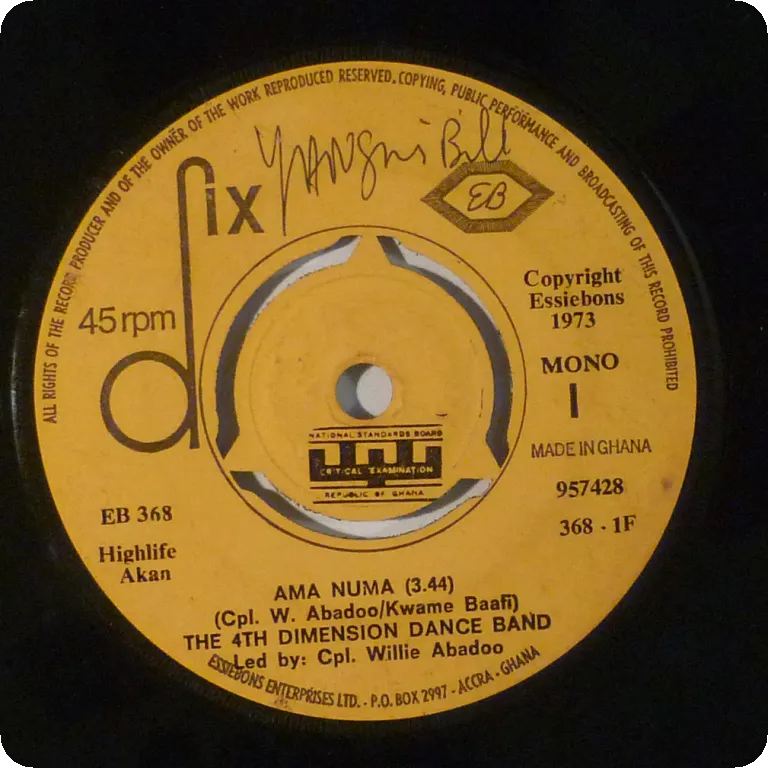 ALL RIGHTS OF THE RECORD PRODUCER AND OF THE OWNER OF THE WORK REPRODUCED RESERVED. COPYING, PUBLIC PERFORMANCE AND BROADCASTING OF THIS RECORD PROHIBITED
Bill
dix
EB
45 rpm
Copyright
Essiebons
1973
MONO
1
MADE IN GHANA
957428
368 - 1F
NATIONAL STANDARDS BOARD
CRITICAL EXAMINATION
REPUBLIC OF GHANA
EB 368
Highlife
Akan
AMA NUMA (3.44)
(Cpl. W. Abadoo/Kwame Baafi)
THE 4TH DIMENSION DANCE BAND
Led by: Cpl. Willie Abadoo
ESSIEBONS ENTERPRISES LTD. - P.O. BOX 2997 - ACCRA - GHANA